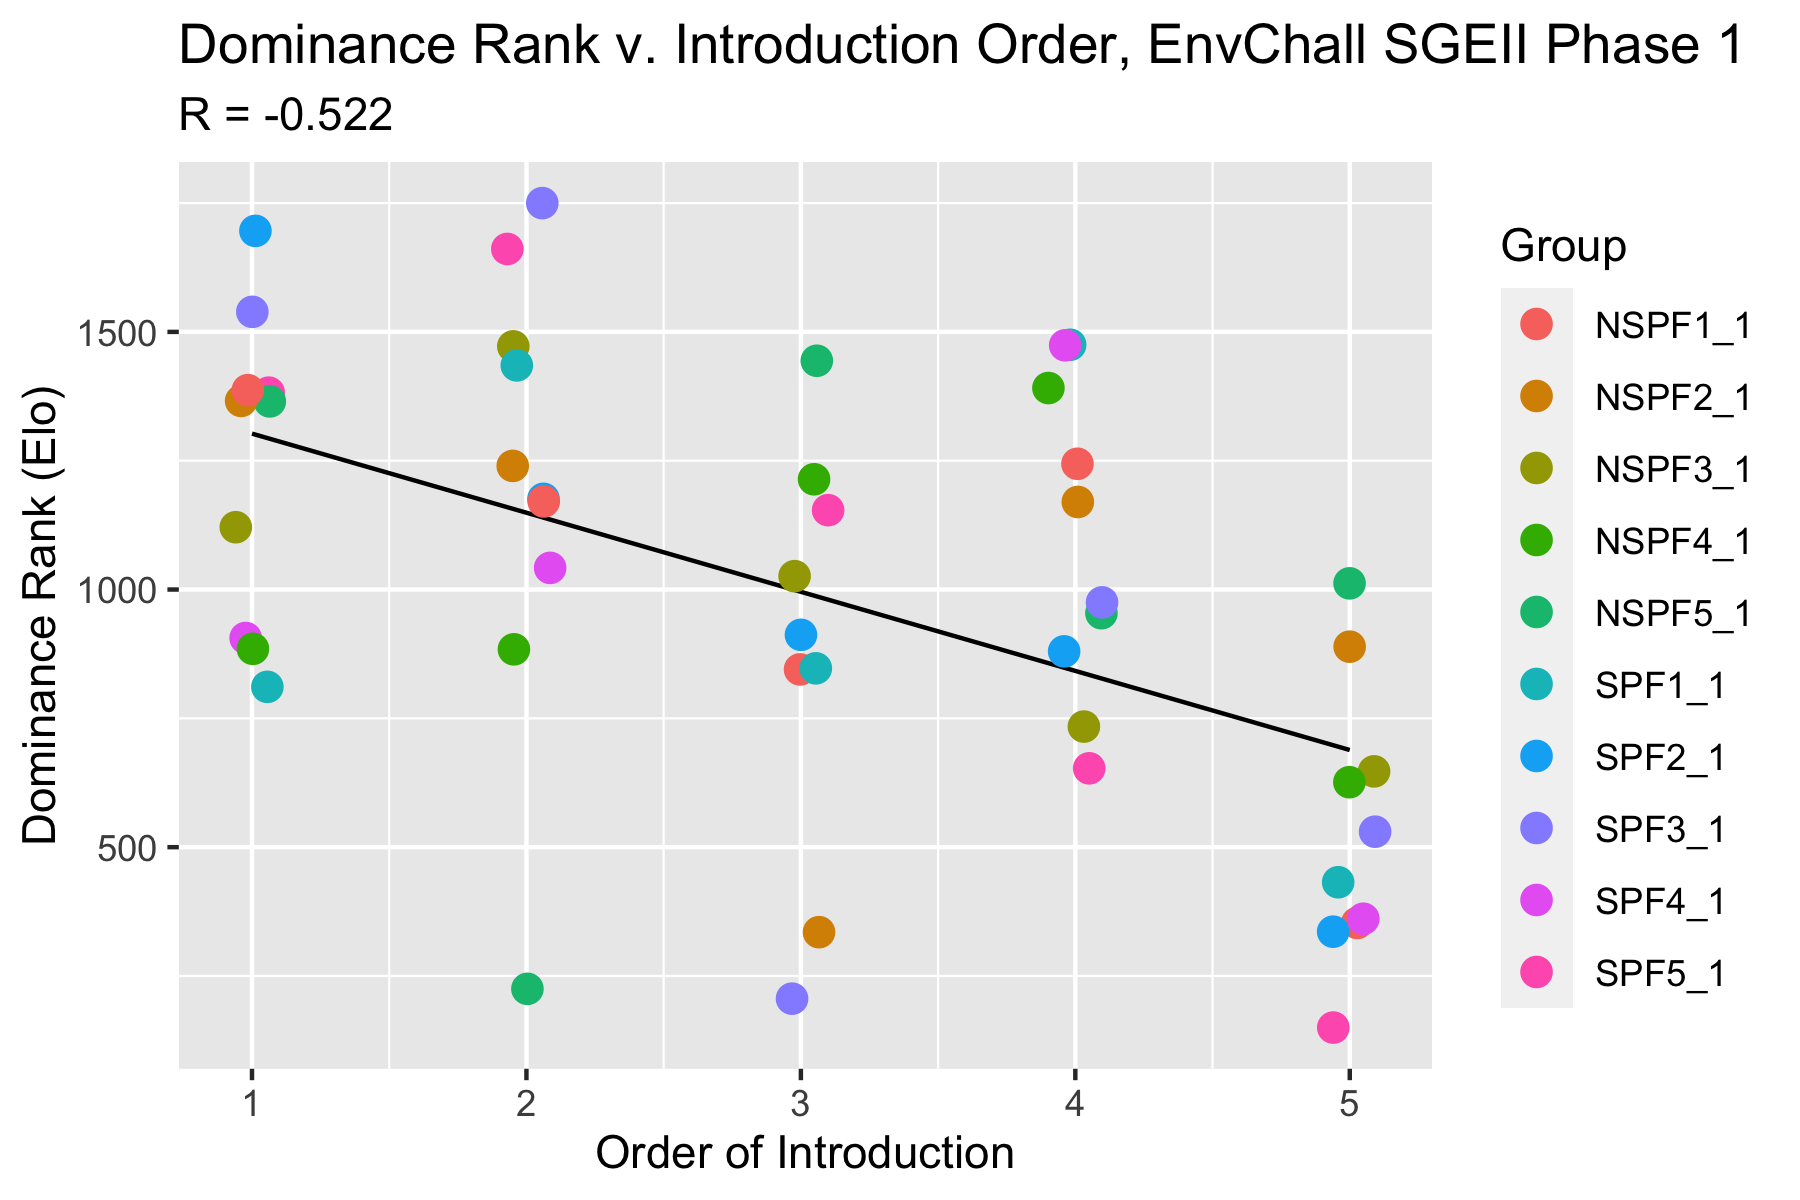 Dominance Rank v. Introduction Order, EnvChall SGEII Phase 1
R = -0.522
Dominance Rank (Elo)
1500
1000
500
1
2
3
4
5
Order of Introduction
Group
NSPF1_1
NSPF2_1
NSPF3_1
NSPF4_1
NSPF5_1
SPF1_1
SPF2_1
SPF3_1
SPF4_1
SPF5_1